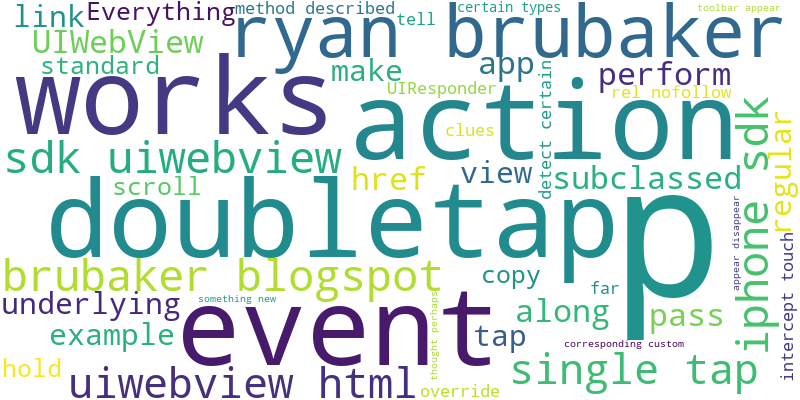 link
Everything
method described
tell
certain types
toolbar appear
UIWebView
ryan brubaker
standard
make
app
perform
UIResponder
rel nofollow
works
action
clues
detect certain
sdk uiwebview
href
view
subclassed
iphone sdk
regular
scroll
doubletap
p
appear disappear
brubaker blogspot
copy
far
intercept touch
underlying
something new
event
thought perhaps
along
pass
example
tap
corresponding custom
hold
uiwebview html
override
single tap